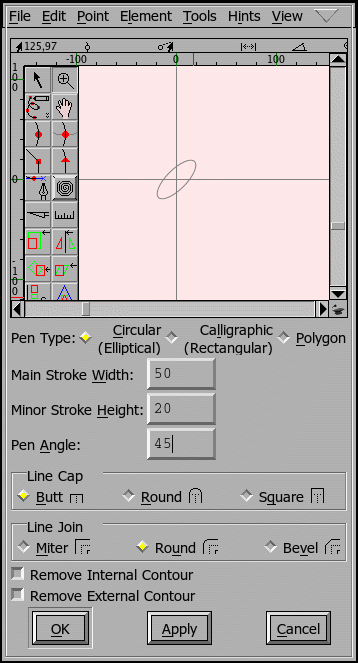 File Edit Point Element Tools Hints View
125,97
-100 0 100
100
0
-100
Pen Type: Circular (Elliptical) Calligraphic (Rectangular) Polygon
Main Stroke Width: 50
Minor Stroke Height: 20
Pen Angle: 45
Line Cap
Butt Round Square
Line Join
Miter Round Bevel
Remove Internal Contour
Remove External Contour
OK Apply Cancel